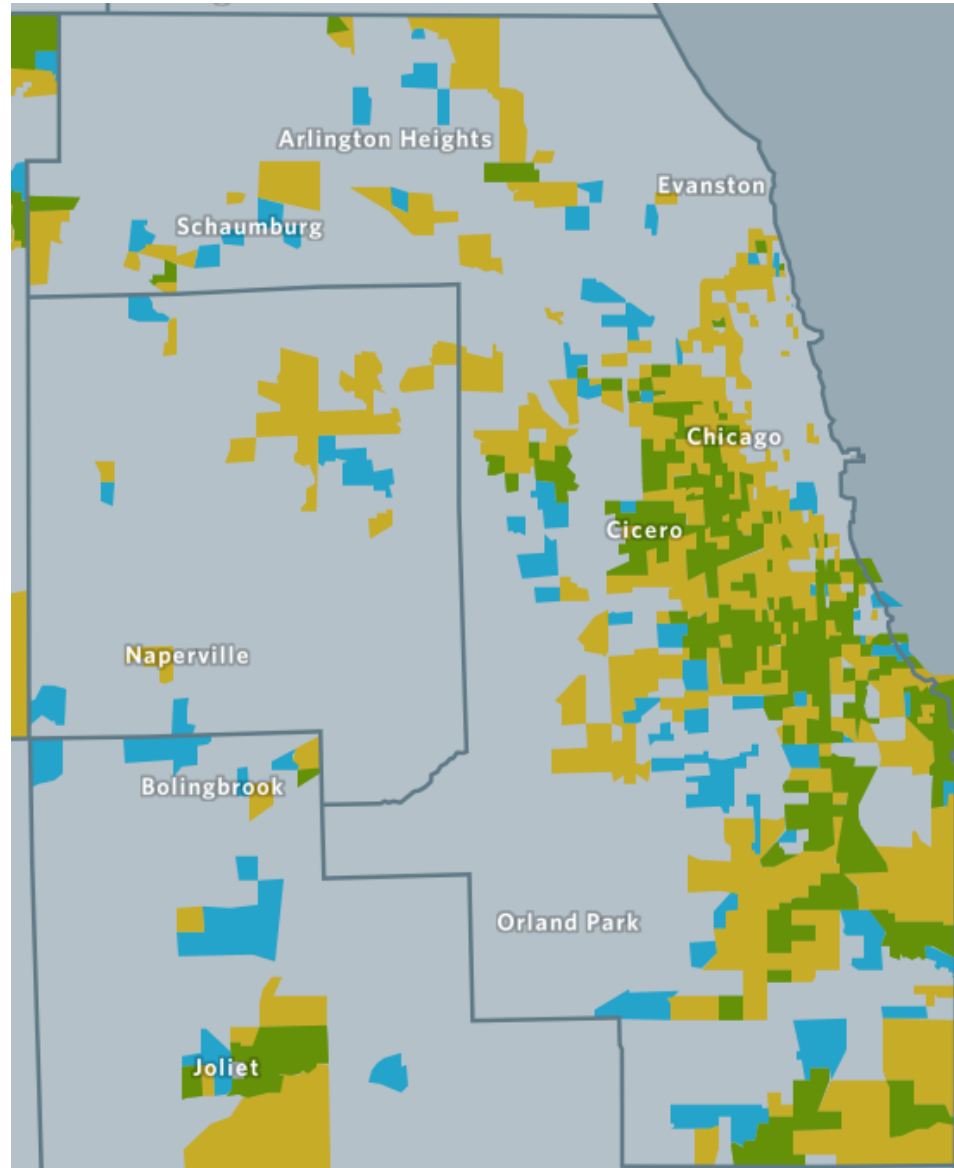 Arlington Heights
Evanston
Schaumburg
Chicago
Cicero
Naperville
Bolingbrook
Orland Park
Joliet